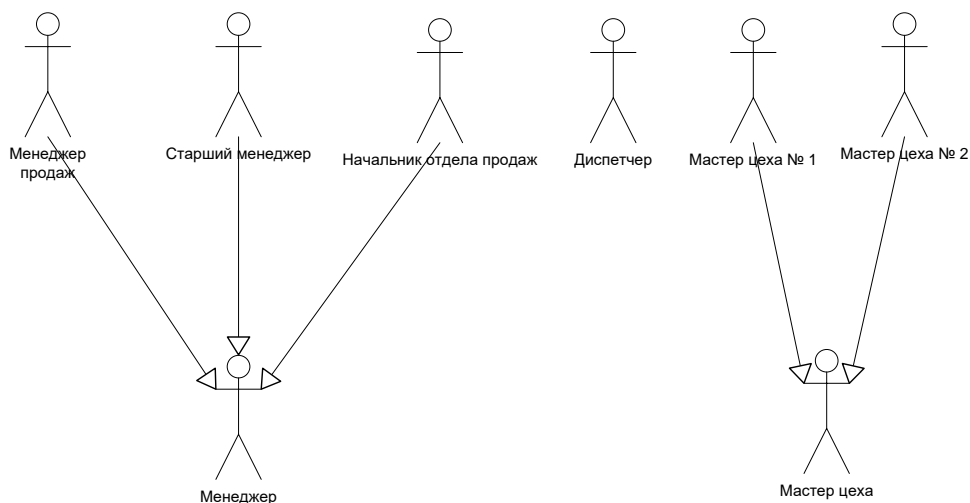 Менеджер
продаж
Старший менеджер
Начальник отдела продаж
Диспетчер
Мастер цеха № 1
Мастер цеха № 2
Менеджер
Мастер цеха